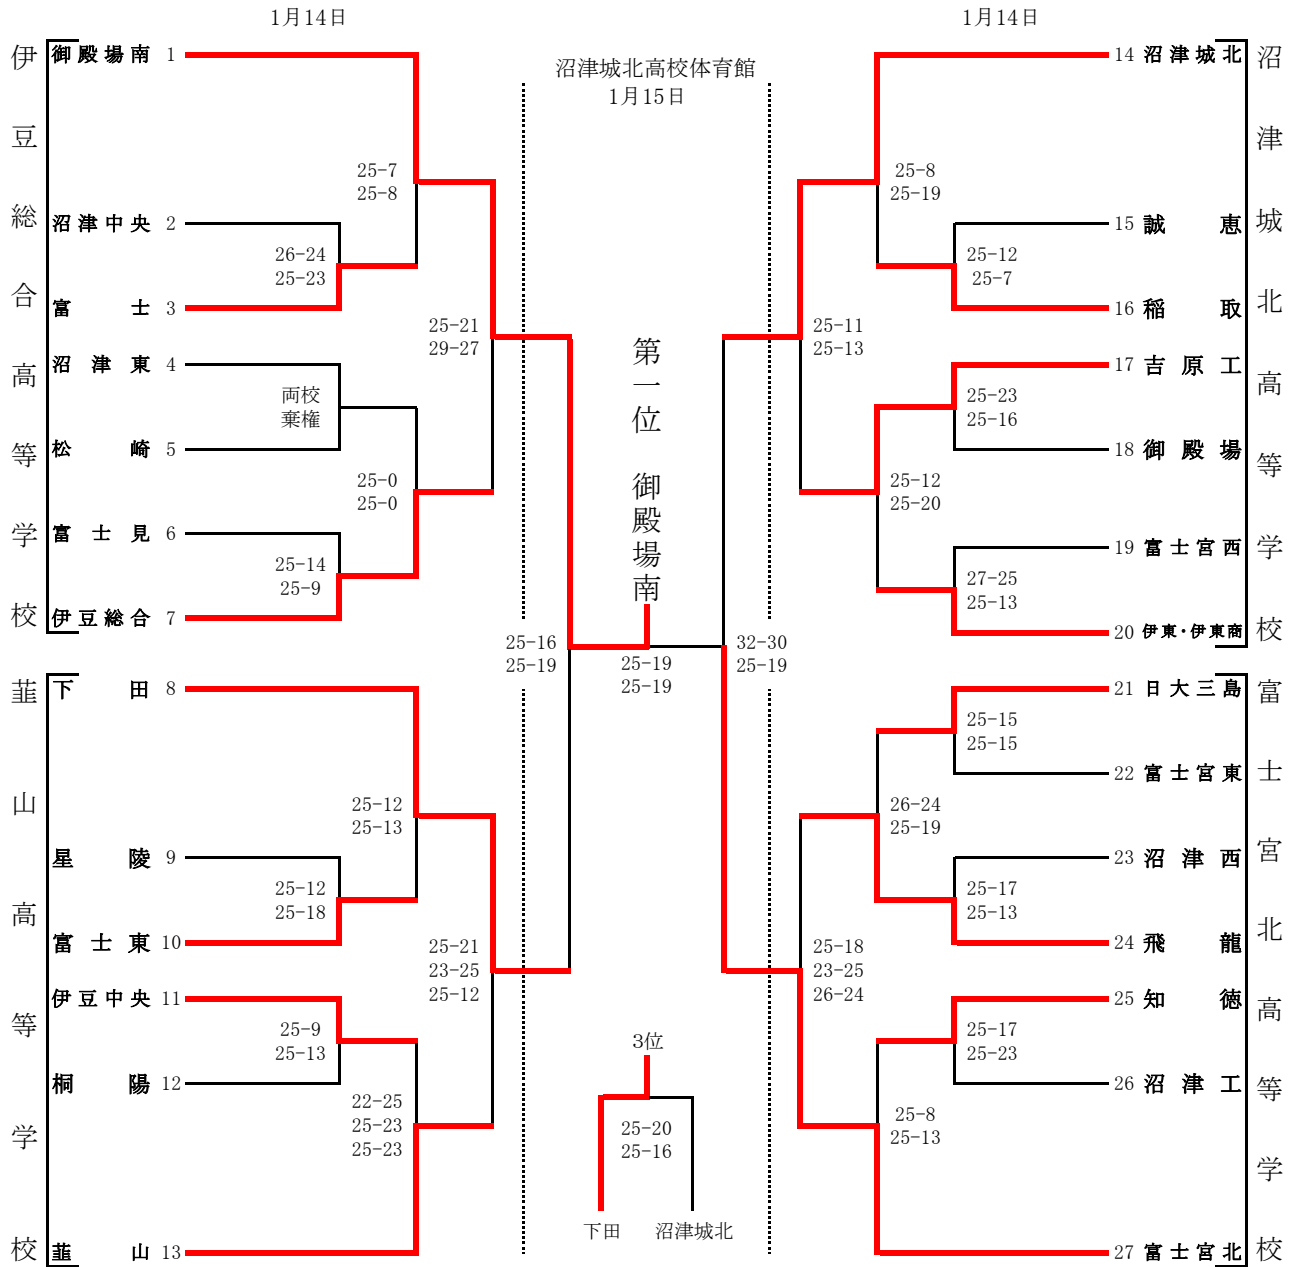 1月14日
1月14日
沼津城北高校体育館
1月15日
伊豆総合高等学校
御殿場南 1
沼津中央 2
富士 3
沼津東 4
松崎 5
富士見 6
伊豆総合 7
25-7
25-8
26-24
25-23
25-21
29-27
両校
棄権
25-0
25-0
25-14
25-9
韮山高等学校
下田 8
星陵 9
富士東 10
伊豆中央 11
桐陽 12
韮山 13
25-12
25-13
25-12
25-18
25-21
23-25
25-12
25-9
25-13
22-25
25-23
25-23
25-16
25-19
第一位 御殿場南
25-19
25-19
32-30
25-19
3位
25-20
25-16
下田 沼津城北
沼津城北高等学校
14 沼津城北
15 誠恵
16 稲取
17 吉原工
18 御殿場
19 富士宮西
20 伊東・伊東商
25-8
25-19
25-12
25-7
25-11
25-13
25-23
25-16
25-12
25-20
27-25
25-13
富士宮北高等学校
21 日大三島
22 富士宮東
23 沼津西
24 飛龍
25 知徳
26 沼津工
27 富士宮北
25-15
25-15
26-24
25-19
25-17
25-13
25-18
23-25
26-24
25-17
25-23
25-8
25-13